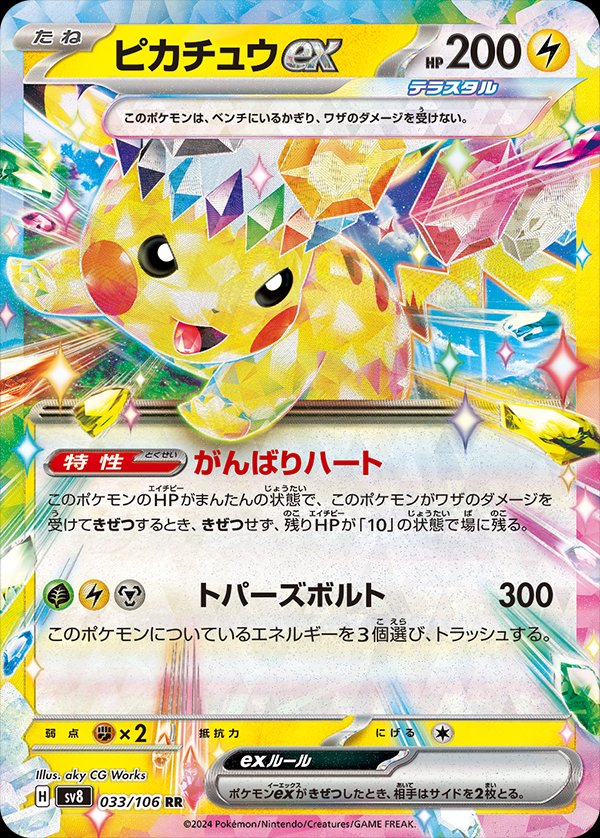 たね
ピカチュウex
HP200
テラスタル
このポケモンは、ベンチにいるかぎり、ワザのダメージを受けない。
特性 がんばりハート
このポケモンのHPがまんたんの状態で、このポケモンがワザのダメージを
受けてきぜつするとき、きぜつせず、残りHPが「10」の状態で場に残る。
トパーズボルト 300
このポケモンについているエネルギーを3個選び、トラッシュする。
弱点 ×2 抵抗力 にげる
exルール
ポケモンexがきぜつしたとき、相手はサイドを2枚とる。
Illus. aky CG Works
H sv8 033/106 RR
©2024 Pokémon/Nintendo/Creatures/GAME FREAK.